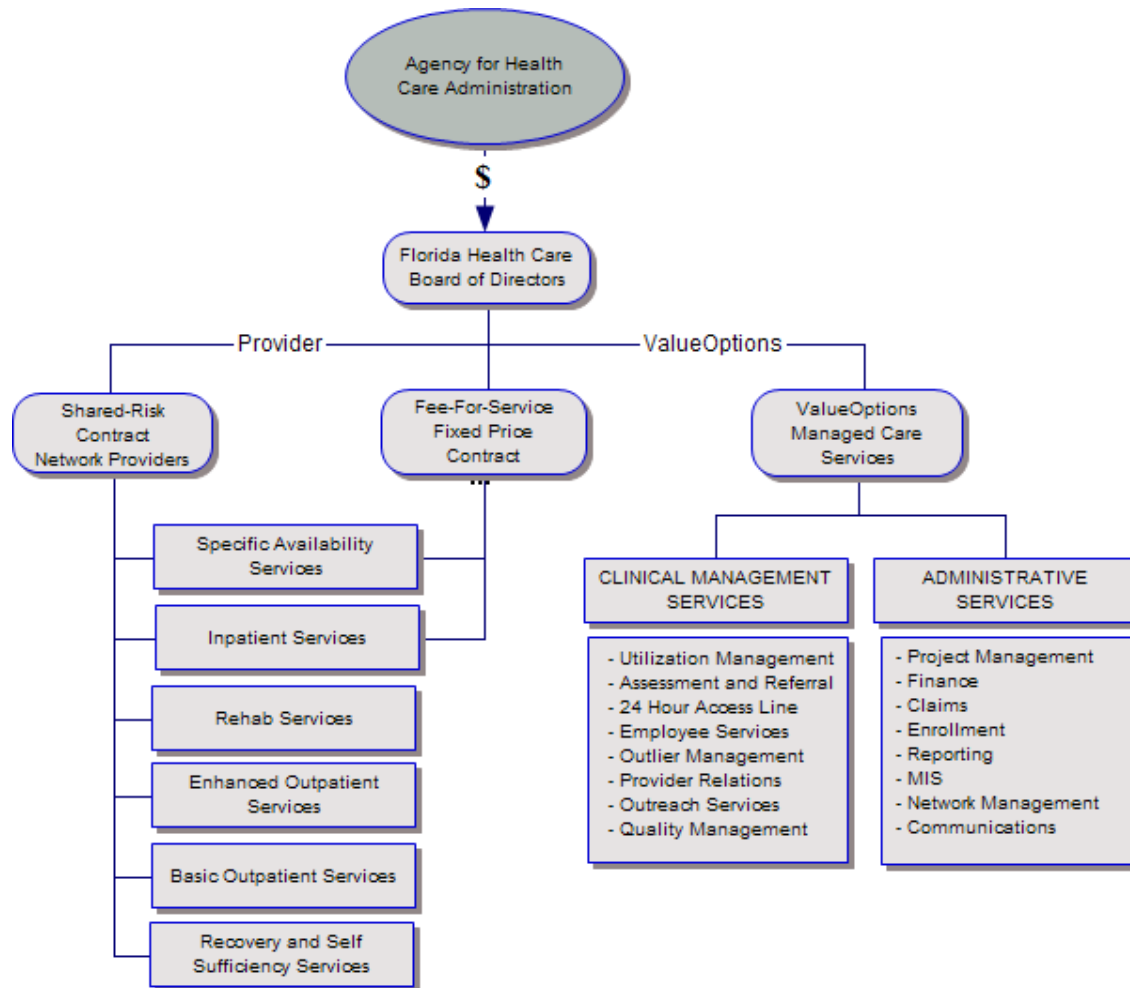 Agency for Health
Care Administration
$
Florida Health Care
Board of Directors
Provider
ValueOptions
Shared-Risk
Contract
Network Providers
Fee-For-Service
Fixed Price
Contract
...
ValueOptions
Managed Care
Services
Specific Availability
Services
Inpatient Services
Rehab Services
Enhanced Outpatient
Services
Basic Outpatient Services
Recovery and Self
Sufficiency Services
CLINICAL MANAGEMENT
SERVICES
- Utilization Management
- Assessment and Referral
- 24 Hour Access Line
- Employee Services
- Outlier Management
- Provider Relations
- Outreach Services
- Quality Management
ADMINISTRATIVE
SERVICES
- Project Management
- Finance
- Claims
- Enrollment
- Reporting
- MIS
- Network Management
- Communications